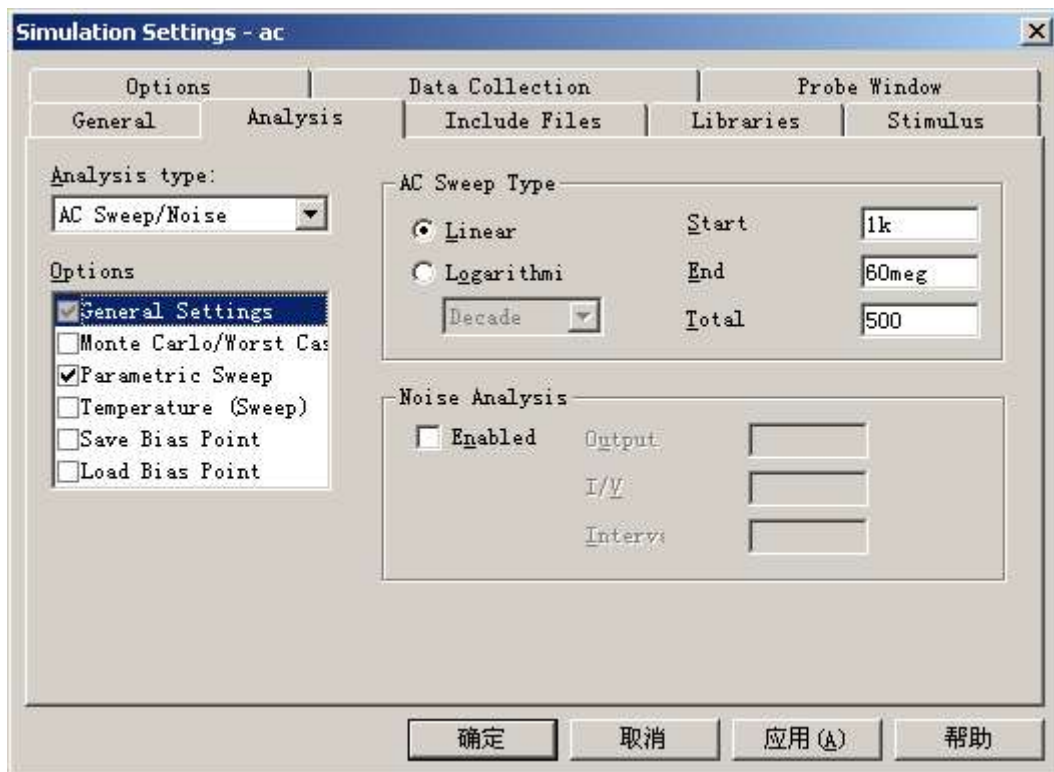 Simulation Settings - ac
Options
Data Collection
Probe Window
General
Analysis
Include Files
Libraries
Stimulus
Analysis type:
AC Sweep/Noise
Options
General Settings
Monte Carlo/Worst Cas
Parametric Sweep
Temperature (Sweep)
Save Bias Point
Load Bias Point
AC Sweep Type
Linear
Logarithmi
Decade
Start
1k
End
60meg
Total
500
Noise Analysis
Enabled
Output
I/V
Interva
确定
取消
应用(A)
帮助